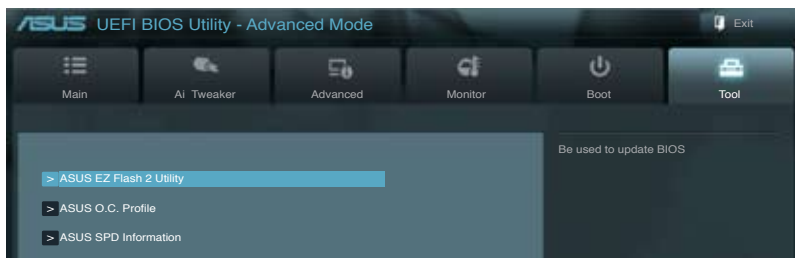 ASUS UEFI BIOS Utility - Advanced Mode
Exit
Main
Ai Tweaker
Advanced
Monitor
Boot
Tool
Be used to update BIOS
> ASUS EZ Flash 2 Utility
> ASUS O.C. Profile
> ASUS SPD Information